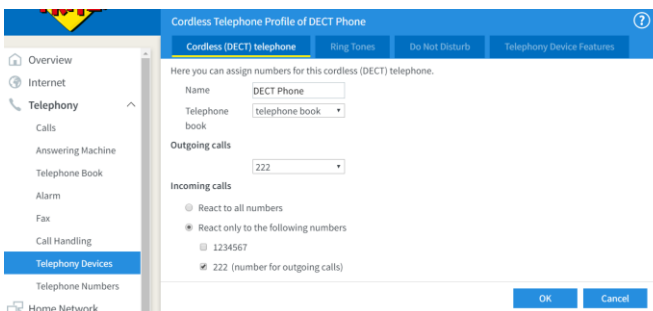 Cordless Telephone Profile of DECT Phone
?
Cordless (DECT) telephone Ring Tones Do Not Disturb Telephony Device Features
Overview
Internet
Telephony
Calls
Answering Machine
Telephone Book
Alarm
Fax
Call Handling
Telephony Devices
Telephony Numbers
Home Network
Here you can assign numbers for this cordless (DECT) telephone.
Name DECT Phone
Telephone telephone book
book
Outgoing calls
222
Incoming calls
React to all numbers
React only to the following numbers
1234567
222 (number for outgoing calls)
OK Cancel